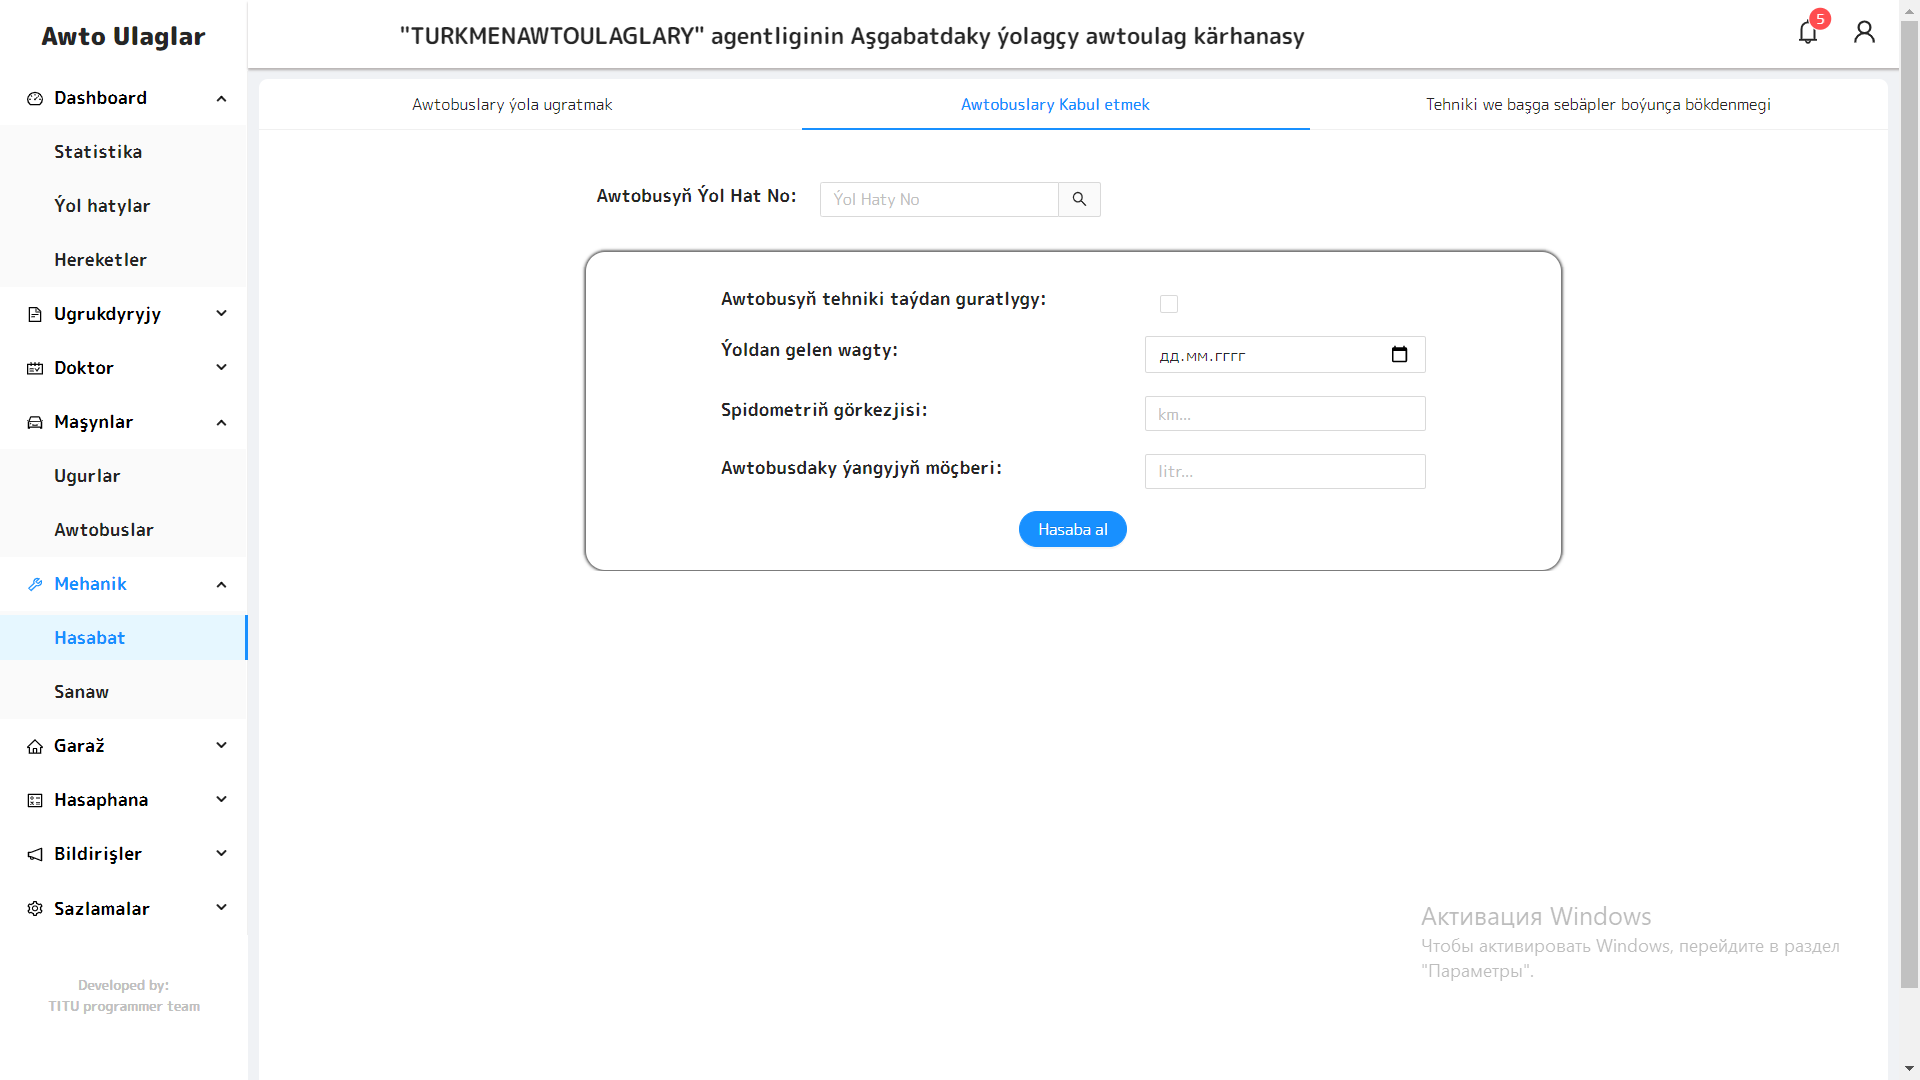 Awto Ulaglar
"TURKMENAWTOULAGLARY" agentliginin Aşgabatdaky ýolagçy awtoulag kärhanasy
5
Dashboard
Statistika
Ýol hatylar
Hereketler
Ugrukdyryjy
Doktor
Maşynlar
Ugurlar
Awtobuslar
Mehanik
Hasabat
Sanaw
Garaž
Hasaphana
Bildirişler
Sazlamalar
Developed by:
TITU programmer team
Awtobuslary ýola ugratmak
Awtobuslary Kabul etmek
Tehniki we başga sebäpler boýunça bökdenmegi
Awtobusyň Ýol Hat No:
Ýol Haty No
Awtobusyň tehniki taýdan guratlygy:
Ýoldan gelen wagty:
дд.мм.гггг
Spidometriň görkezjisi:
km...
Awtobusdaky ýangyjyň möçberi:
litr...
Hasaba al
Активация Windows
Чтобы активировать Windows, перейдите в раздел
"Параметры".